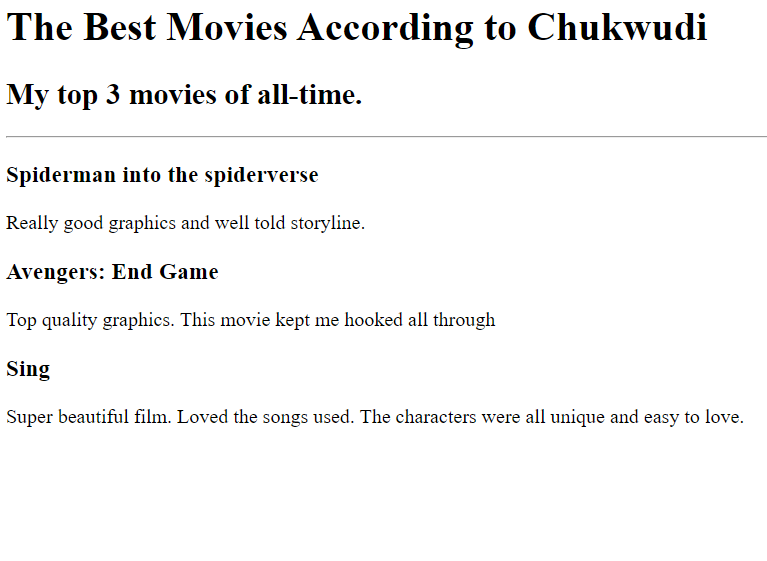 The Best Movies According to Chukwudi
My top 3 movies of all-time.
Spiderman into the spiderverse
Really good graphics and well told storyline.
Avengers: End Game
Top quality graphics. This movie kept me hooked all through
Sing
Super beautiful film. Loved the songs used. The characters were all unique and easy to love.